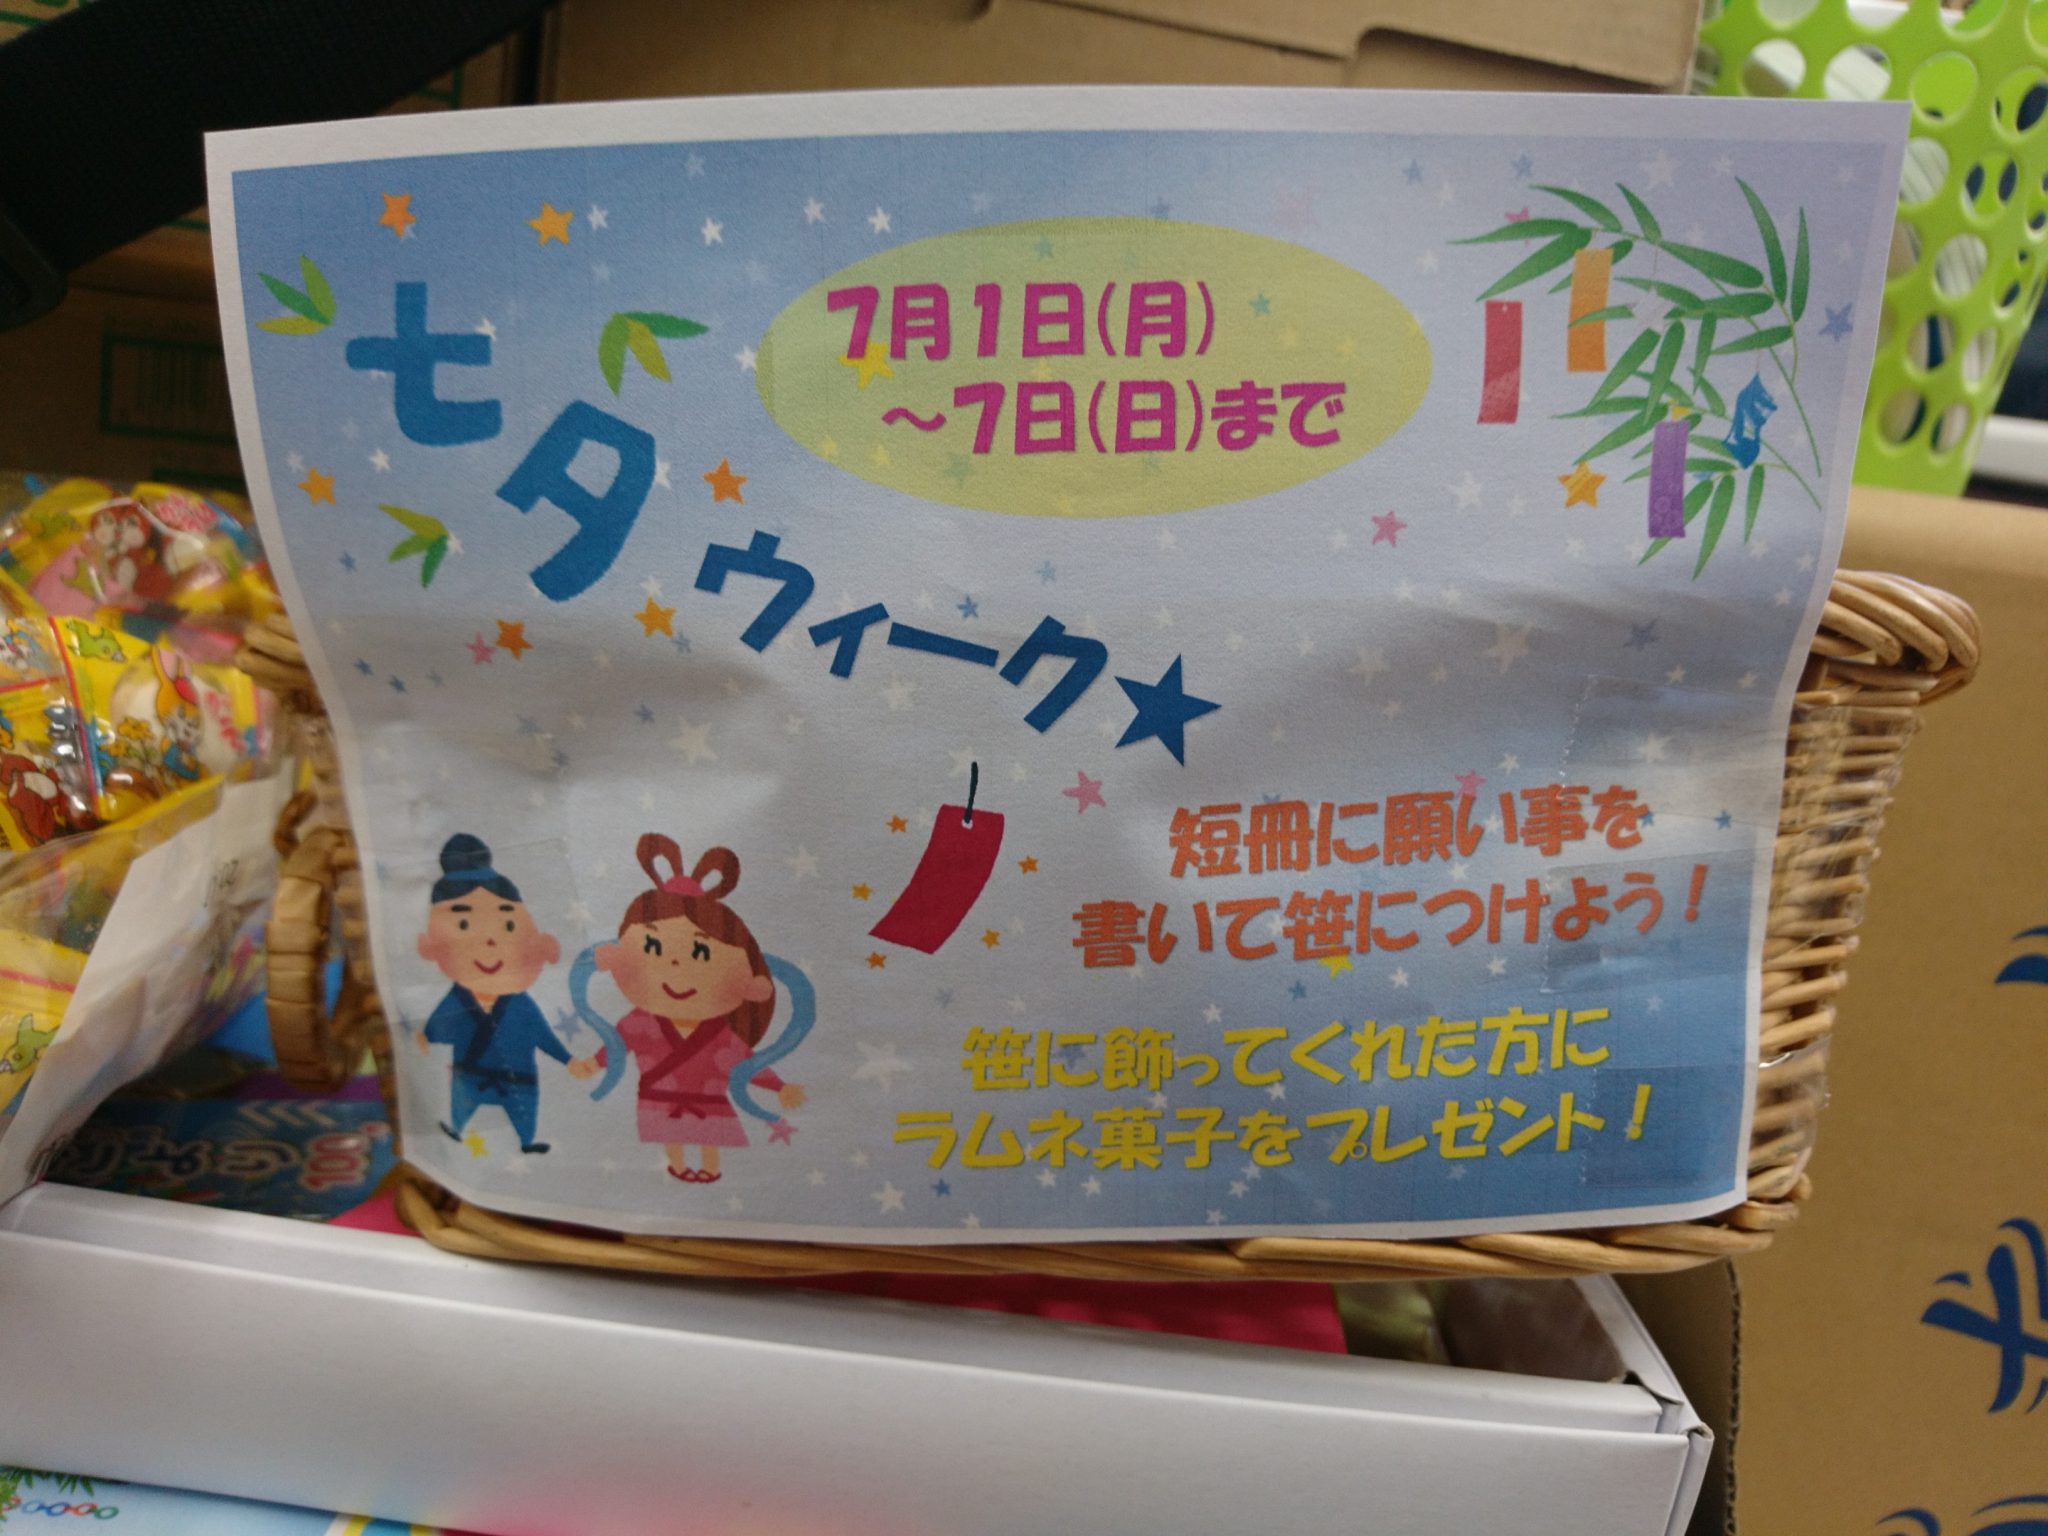 七夕ウィーク★
7月1日(月)
～7日(日)まで
短冊に願い事を
書いて笹につけよう！
笹に飾ってくれた方に
ラムネ菓子をプレゼント！
100